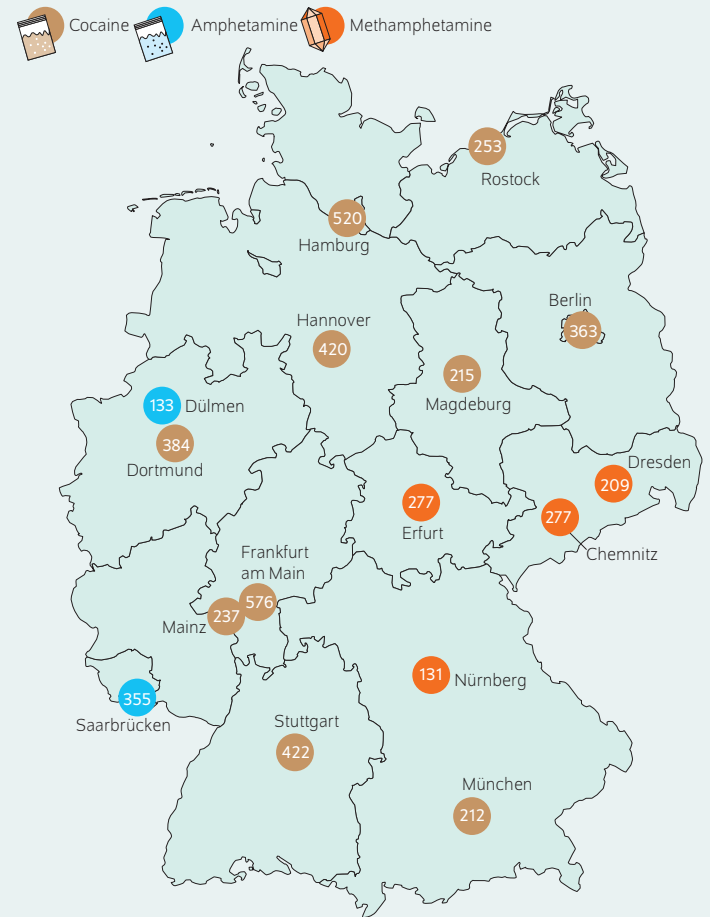 Cocaine Amphetamine Methamphetamine
253
Rostock
520
Hamburg
Berlin
363
Hannover
420
215
Magdeburg
133 Dülmen
384
Dortmund
Dresden
209
277
Erfurt
277
Chemnitz
Frankfurt
am Main
576
237
Mainz
131 Nürnberg
355
Saarbrücken
Stuttgart
422
München
212